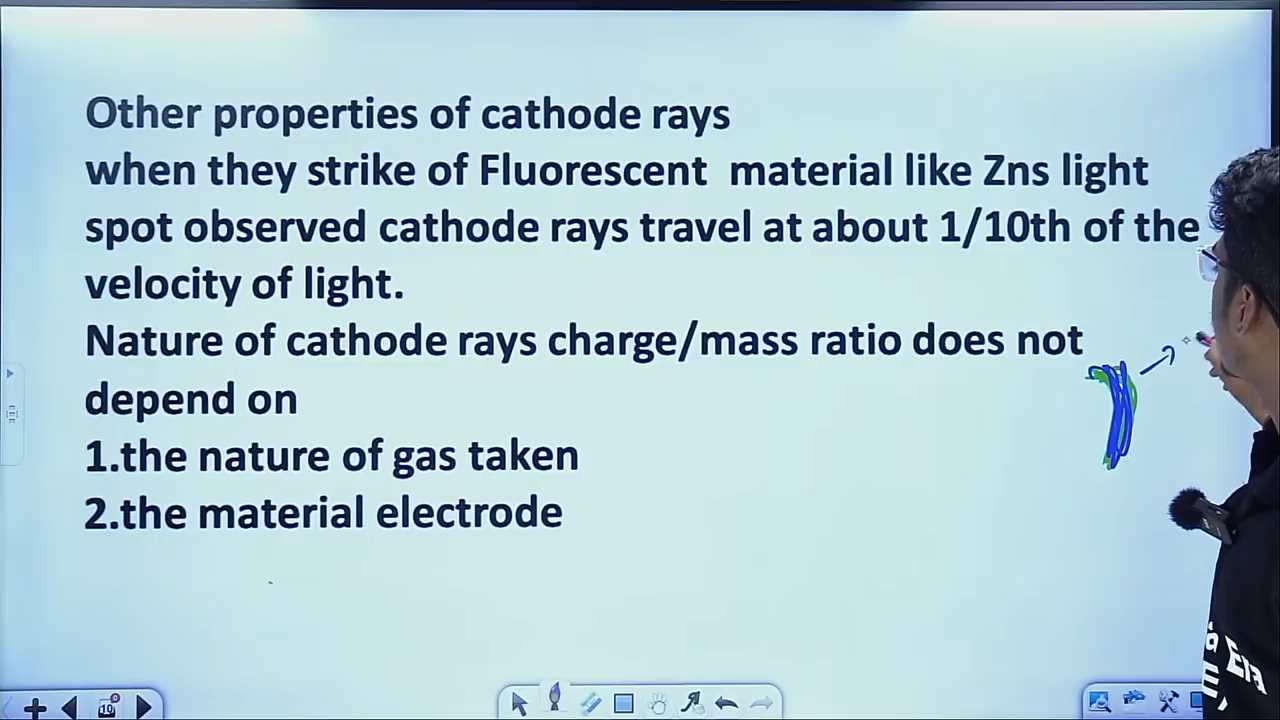 Other properties of cathode rays
when they strike of Fluorescent material like Zns light
spot observed cathode rays travel at about 1/10th of the
velocity of light.
Nature of cathode rays charge/mass ratio does not
depend on
1.the nature of gas taken
2.the material electrode
10